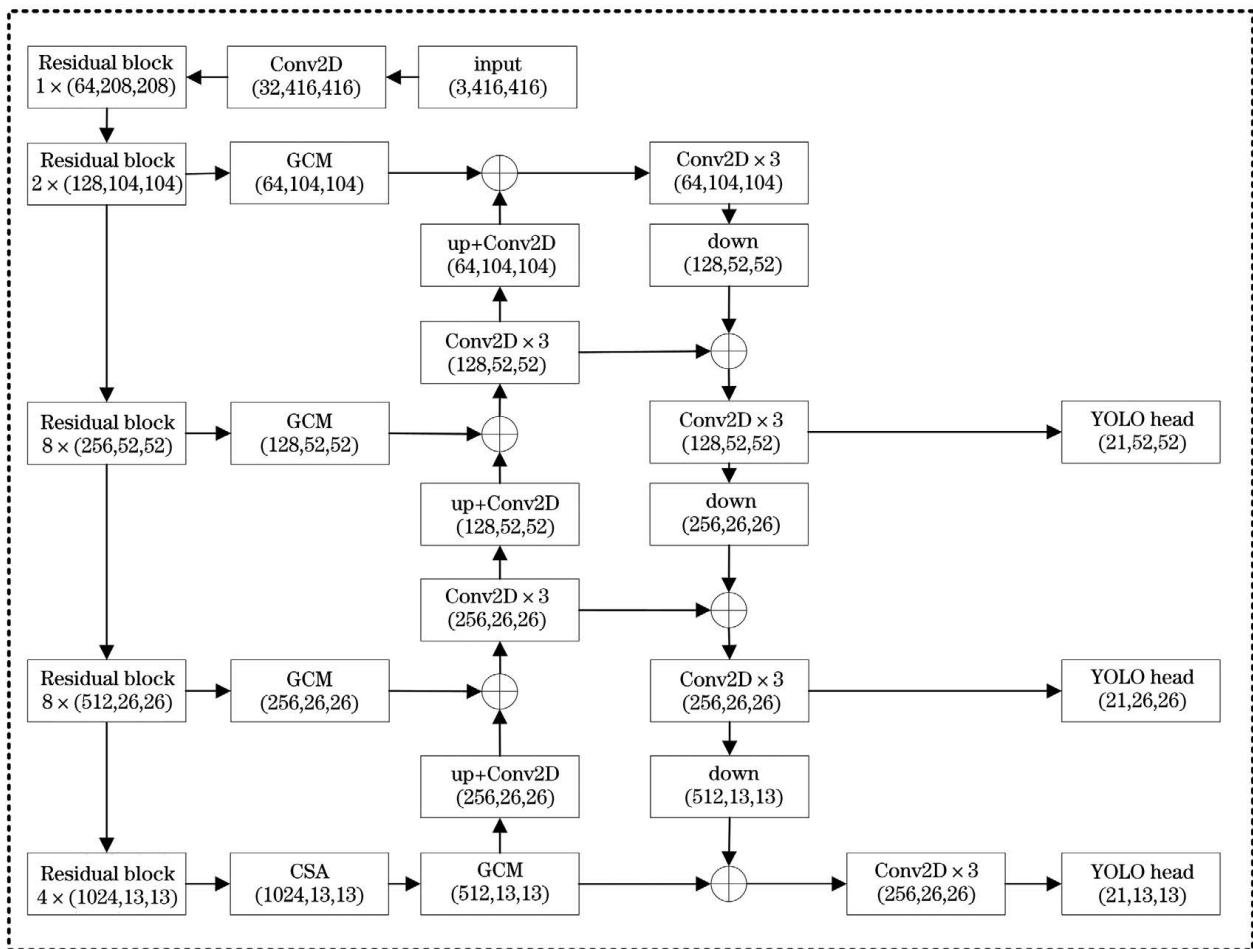 Residual block
1 × (64,208,208)
Conv2D
(32,416,416)
input
(3,416,416)
Residual block
2 × (128,104,104)
GCM
(64,104,104)
Conv2D × 3
(64,104,104)
up+Conv2D
(64,104,104)
down
(128,52,52)
Conv2D × 3
(128,52,52)
Residual block
8 × (256,52,52)
GCM
(128,52,52)
Conv2D × 3
(128,52,52)
YOLO head
(21,52,52)
up+Conv2D
(128,52,52)
down
(256,26,26)
Conv2D × 3
(256,26,26)
Residual block
8 × (512,26,26)
GCM
(256,26,26)
Conv2D × 3
(256,26,26)
YOLO head
(21,26,26)
up+Conv2D
(256,26,26)
down
(512,13,13)
Residual block
4 × (1024,13,13)
CSA
(1024,13,13)
GCM
(512,13,13)
Conv2D × 3
(256,26,26)
YOLO head
(21,13,13)